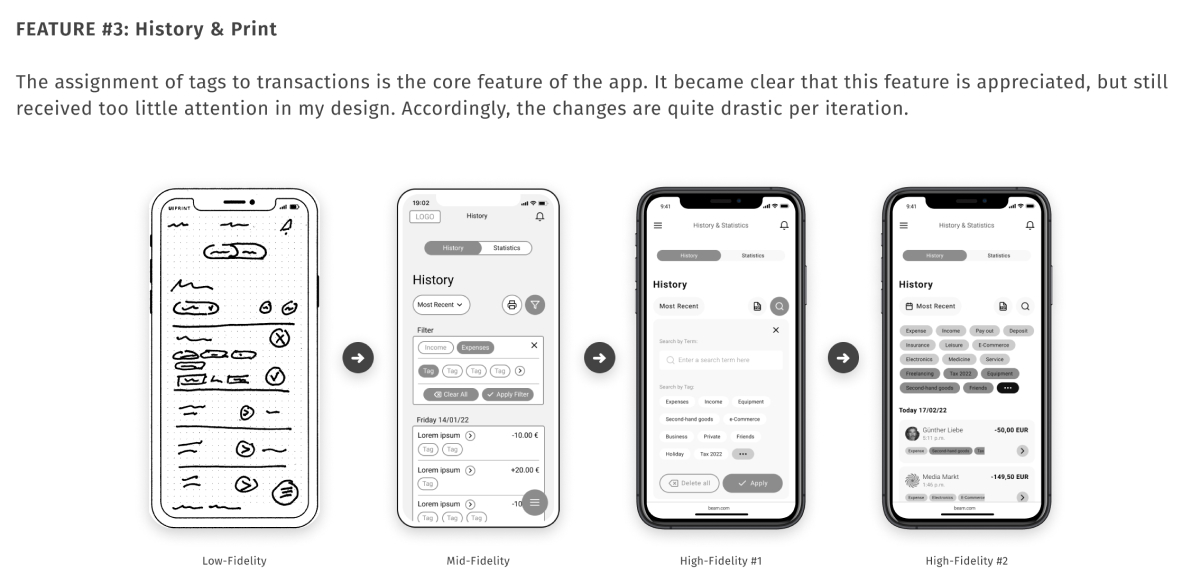 FEATURE #3: History & Print
The assignment of tags to transactions is the core feature of the app. It became clear that this feature is appreciated, but still
received too little attention in my design. Accordingly, the changes are quite drastic per iteration.
UIPRINT
19:02
LOGO
History
History
Statistics
History
Most Recent
Filter
Income
Expenses
Tag
Tag
Tag
Tag
Clear All
Apply Filter
Friday 14/01/22
Lorem ipsum
-10.00 €
Tag
Tag
Lorem ipsum
+20.00 €
Tag
Lorem ipsum
-10
Tag
Tag
Tag
9:41
History & Statistics
History
Statistics
History
Most Recent
Search by Term:
Enter a search term here
Search by Tag:
Expenses
Income
Equipment
Second-hand goods
e-Commerce
Business
Private
Friends
Holiday
Tax 2022
Delete all
Apply
beam.com
9:41
History & Statistics
History
Statistics
History
Most Recent
Expense
Income
Pay out
Deposit
Insurance
Leisure
E-Commerce
Electronics
Medicine
Service
Freelancing
Tax 2022
Equipment
Second-hand goods
Friends
Today 17/02/22
Günther Liebe
-50,00 EUR
5:11 p.m.
Expense
Second-hand goods
Tax
Media Markt
-149,50 EUR
1:46 p.m.
Expense
Electronics
E-Commerce
beam.com
Low-Fidelity
Mid-Fidelity
High-Fidelity #1
High-Fidelity #2